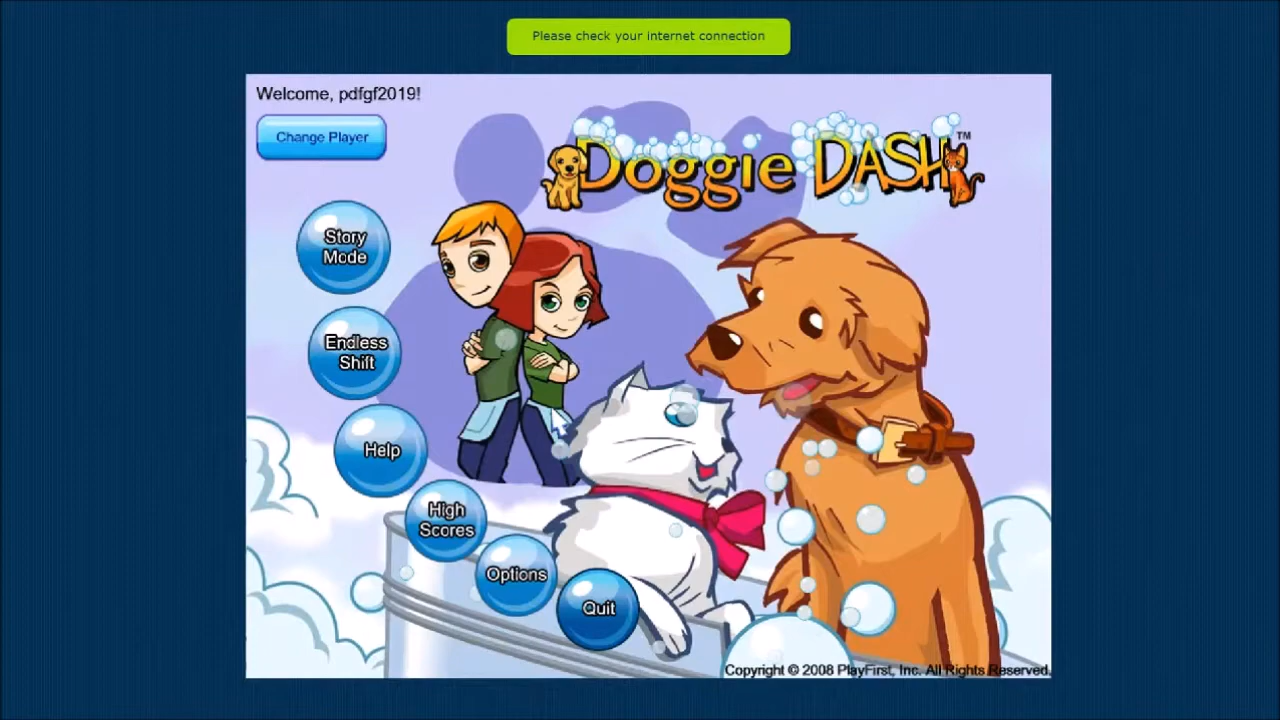 Please check your internet connection
Welcome, pdfgf2019!
Change Player
Doggie DASH™
Story
Mode
Endless
Shift
Help
High
Scores
Options
Quit
Copyright © 2008 PlayFirst, Inc. All Rights Reserved.